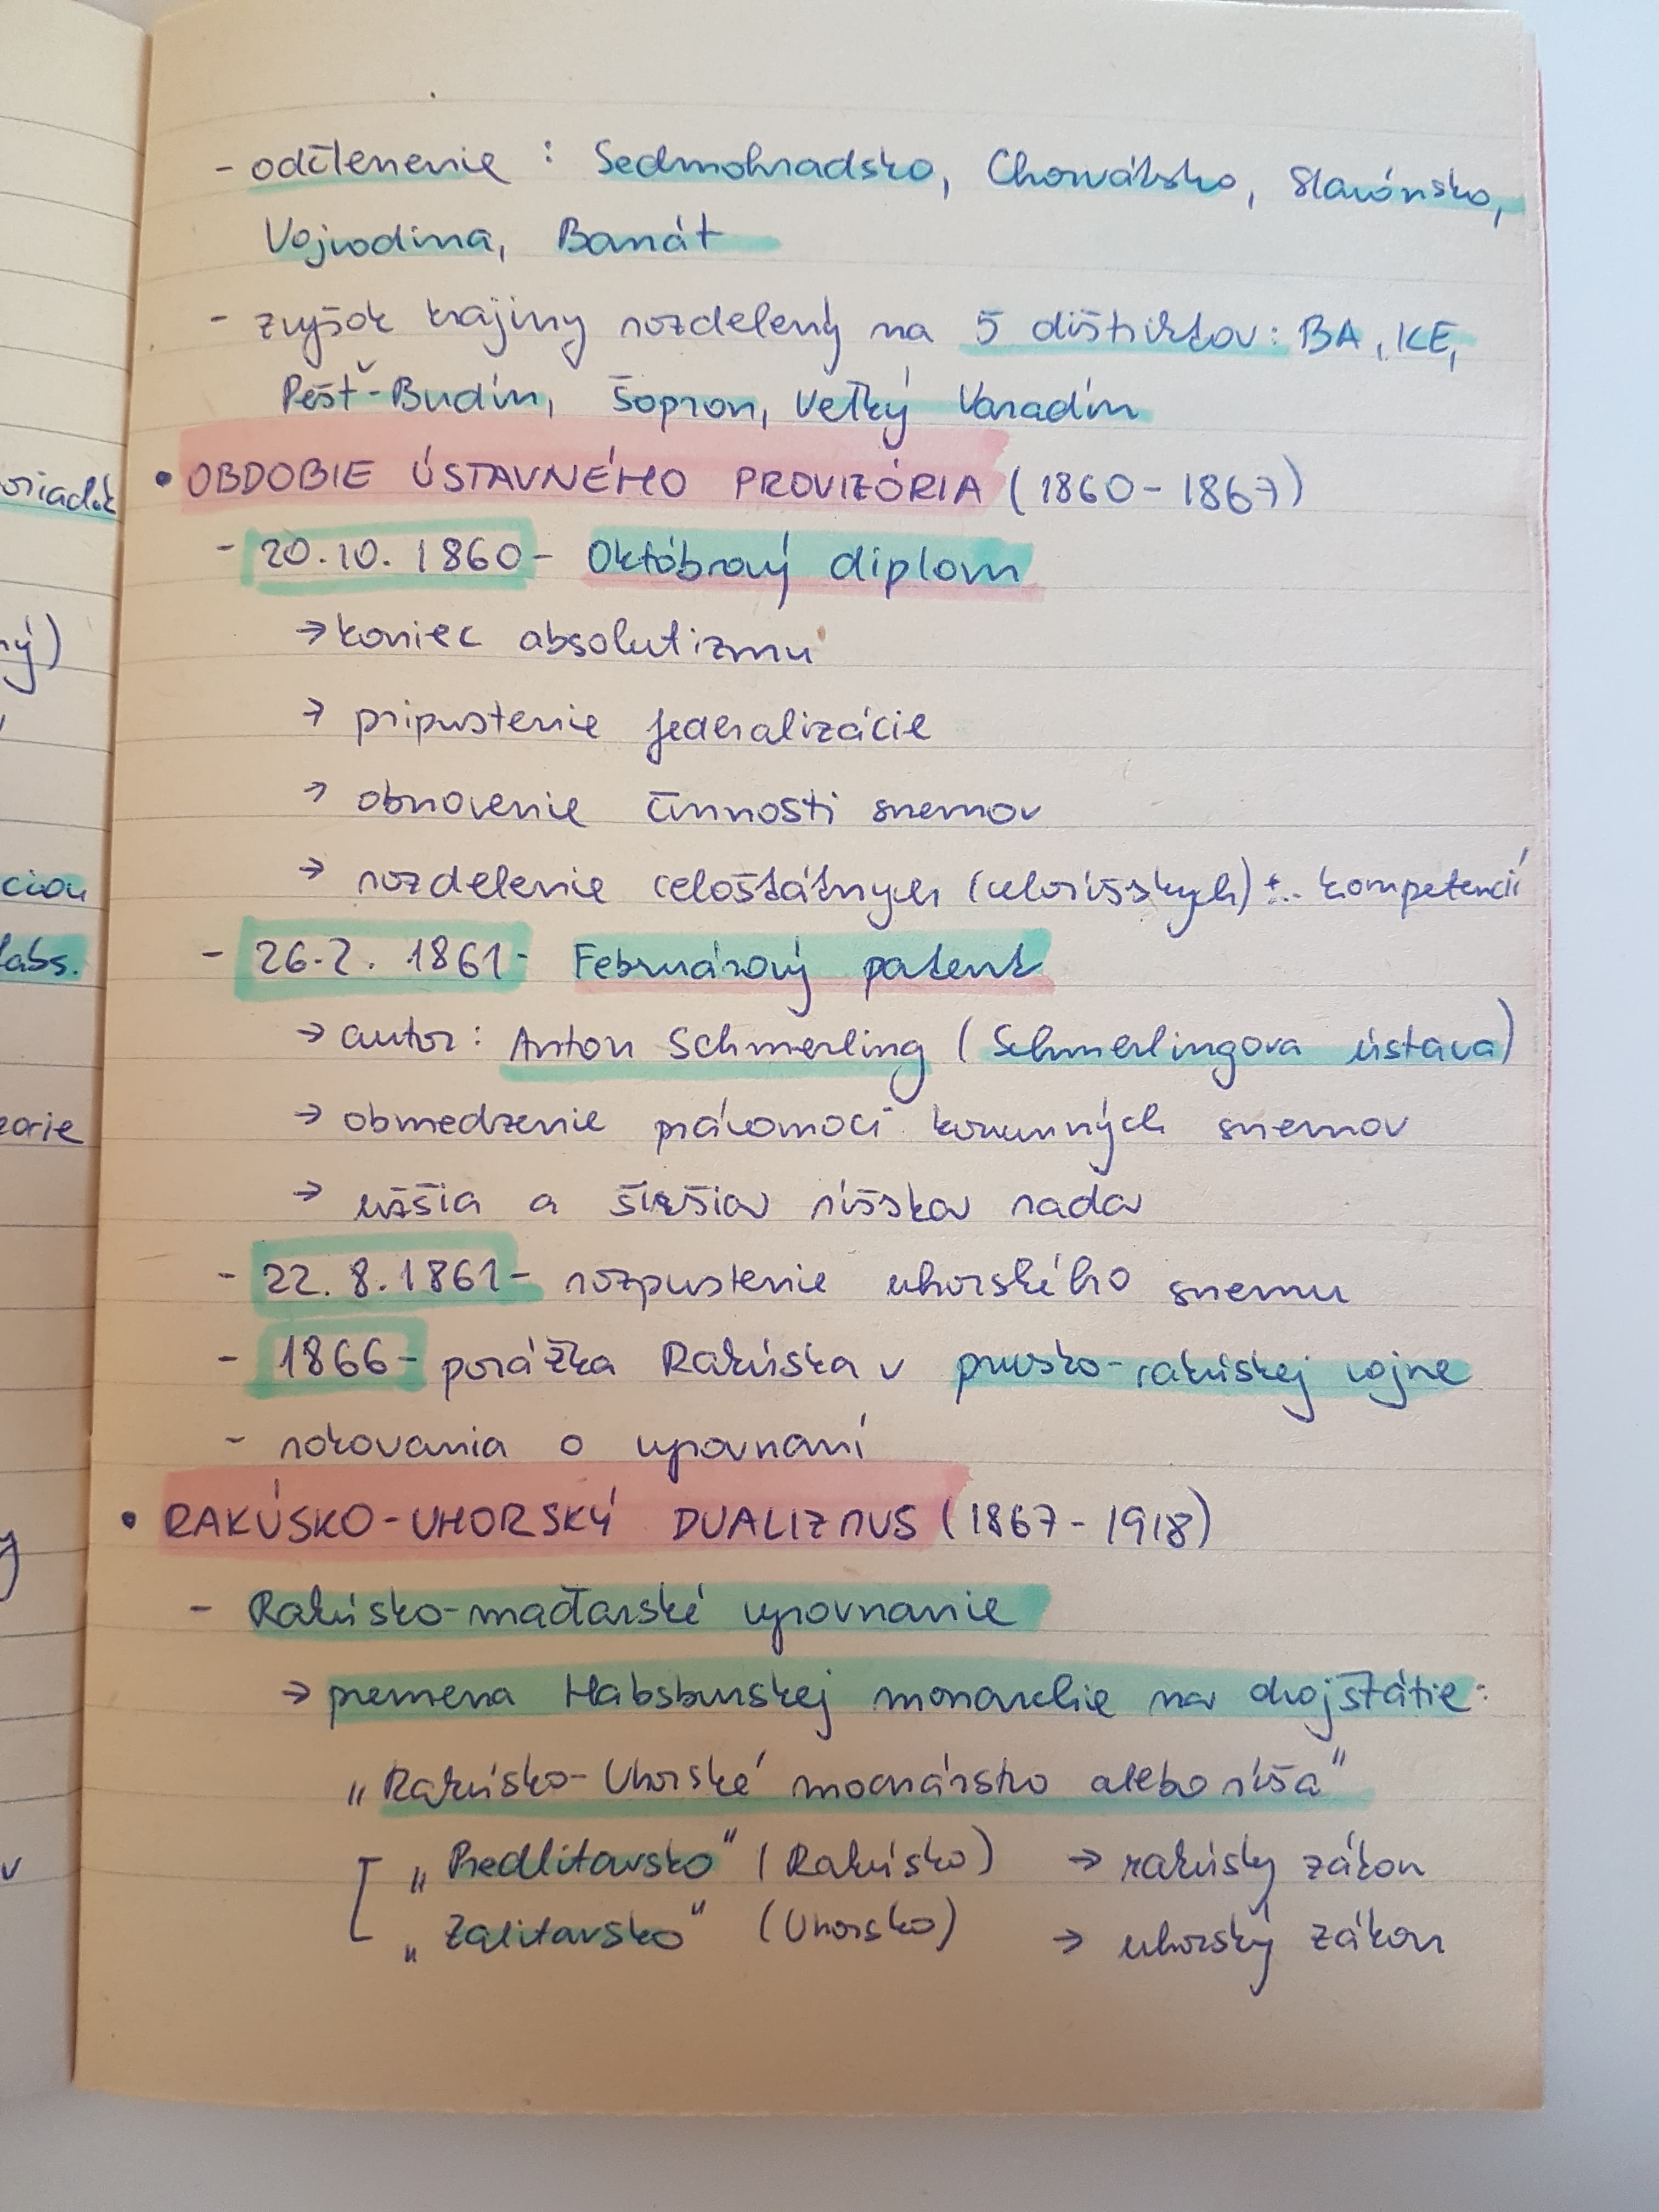 - odčlenenie : Sedmohradsko, Chorvátsko, Slavónsko,
Vojvodina, Banát
- zvyšok krajiny rozdelený na 5 dištriktov: BA, KE,
Pešť-Budín, Šopron, Veľký Varadín
• OBDOBIE ÚSTAVNÉHO PROVIZÓRIA (1860-1867)
- 20.10. 1860- Októbrový diplom
→ koniec absolutizmu
→ pripustenie federalizácie
→ obnovenie činnosti snemov
→ rozdelenie celoštátnych (celoríšskych) kompetencií
- 26.2. 1861- Februárový patent
→ autor: Anton Schmerling (Schmerlingova ústava)
→ obmedzenie právomocí korunných snemov
→ užšia a širšia ríšska rada
- 22. 8. 1861- rozpustenie uhorského snemu
- 1866- porážka Rakúska v prusko-rakúskej vojne
- rokovania o vyrovnaní
• RAKÚSKO-UHORSKÝ DUALIZMUS (1867-1918)
- Rakúsko-maďarské vyrovnanie
→ premena Habsburskej monarchie na dvojštátie:
„Rakúsko-Uhorské mocnárstvo alebo ríša"
„Predlitavsko" (Rakúsko) → rakúsky zákon
„Zalitavsko" (Uhorsko) → uhorský zákon
oriadok
ný)
ciou
abs.
eorie
y
v